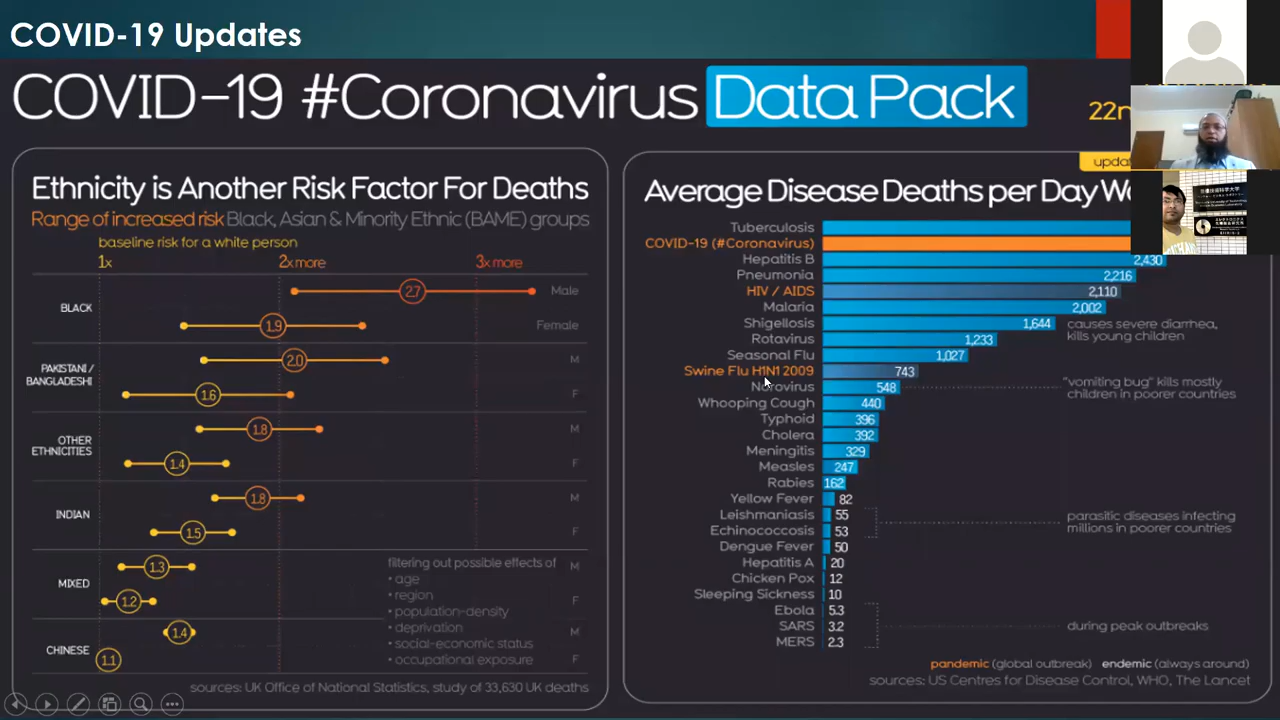 COVID-19 Updates
COVID-19 #Coronavirus Data Pack
Ethnicity is Another Risk Factor For Deaths
Range of increased risk Black, Asian & Minority Ethnic (BAME) groups
baseline risk for a white person
1x 2x more 3x more
BLACK
2.7 Male
1.9 Female
PAKISTANI / BANGLADESHI
2.0 M
1.6 F
OTHER ETHNICITIES
1.8 M
1.4 F
INDIAN
1.8 M
1.5 F
MIXED
1.3 M
1.2 F
CHINESE
1.4 M
1.1 F
filtering out possible effects of
• age
• region
• population-density
• deprivation
• social-economic status
• occupational exposure
sources: UK Office of National Statistics, study of 33,630 UK deaths
Average Disease Deaths per Day
Tuberculosis
COVID-19 (#Coronavirus)
Hepatitis B 2,430
Pneumonia 2,216
HIV / AIDS 2,110
Malaria 2,002
Shigellosis 1,644 causes severe diarrhea,
kills young children
Rotavirus 1,233
Seasonal Flu 1,027
Swine Flu H1N1 2009 743
Norovirus 548 "vomiting bug" kills mostly
children in poorer countries
Whooping Cough 440
Typhoid 396
Cholera 392
Meningitis 329
Measles 247
Rabies 162
Yellow Fever 82
Leishmaniasis 55
Echinococcosis 53
parasitic diseases infecting
millions in poorer countries
Dengue Fever 50
Hepatitis A 20
Chicken Pox 12
Sleeping Sickness 10
Ebola 5.3
SARS 3.2 during peak outbreaks
MERS 2.3
pandemic (global outbreak) endemic (always around)
sources: US Centres for Disease Control, WHO, The Lancet